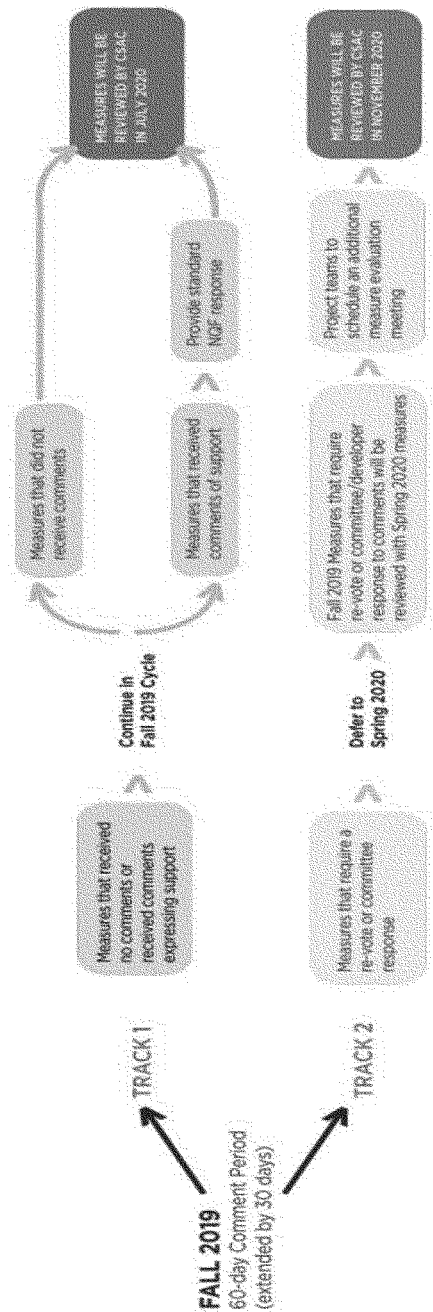 FALL 2019
60-day Comment Period
(extended by 30 days)
TRACK 1
Measures that received
no comments or
received comments
expressing support
Continue in
Fall 2019 Cycle
Measures that did not
receive comments
Measures that received
comments of support
Provide standard
NQF response
MEASURES WILL BE
REVIEWED BY CSAC
IN JULY 2020
TRACK 2
Measures that require a
re-vote or committee
response
Defer to
Spring 2020
Fall 2019 Measures that require
re-vote or committee/developer
response to comments will be
reviewed with Spring 2020 measures
Project teams to
schedule an additional
measure evaluation
meeting
MEASURES WILL BE
REVIEWED BY CSAC
IN NOVEMBER 2020